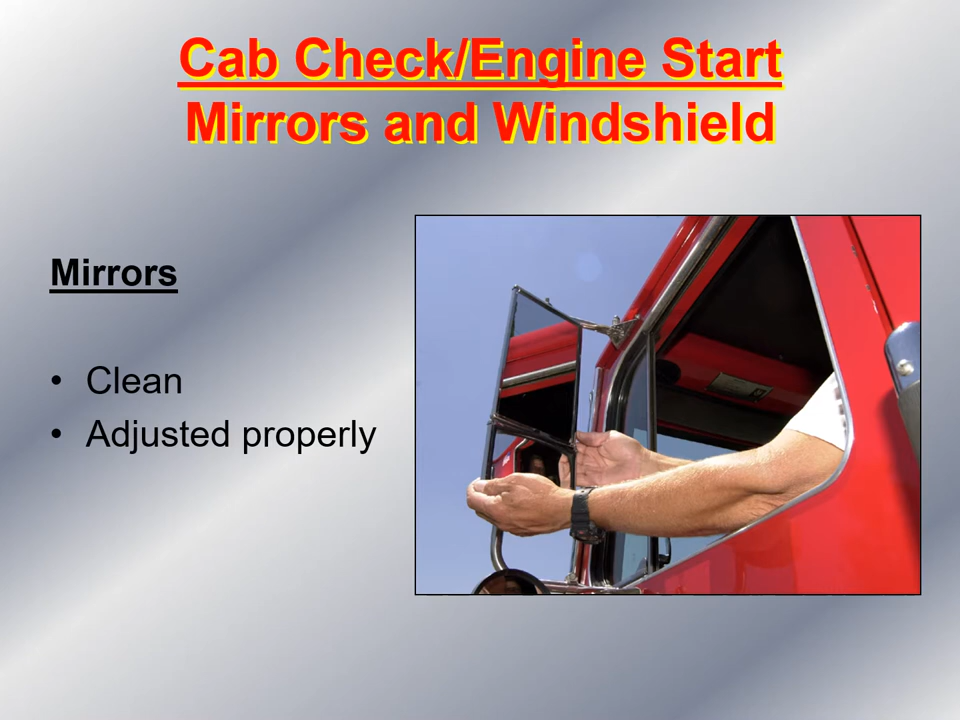 Cab Check/Engine Start
Mirrors and Windshield
Mirrors
• Clean
• Adjusted properly